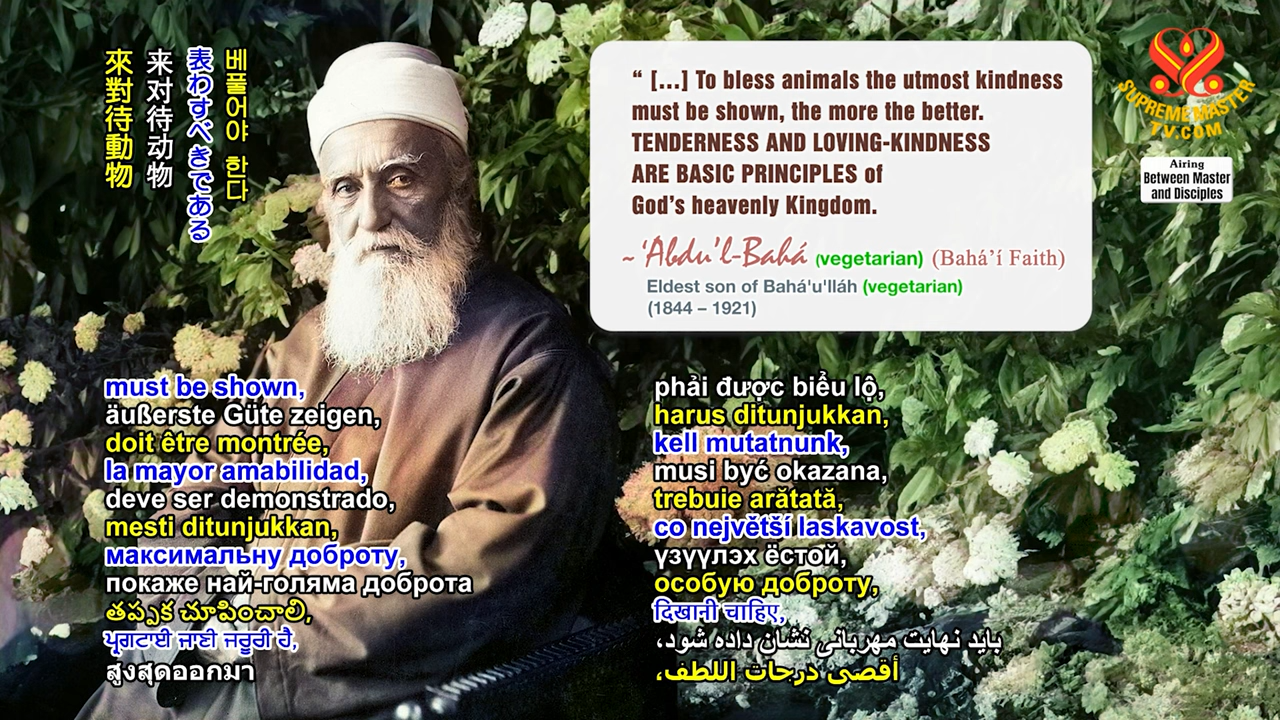 來對待動物
来对待动物
表わすべきである
베풀어야 한다
“ [...] To bless animals the utmost kindness
must be shown, the more the better.
TENDERNESS AND LOVING-KINDNESS
ARE BASIC PRINCIPLES of
God’s heavenly Kingdom.
~ ‘Abdu’l-Bahá (vegetarian) (Bahá’í Faith)
Eldest son of Bahá'u'lláh (vegetarian)
(1844 – 1921)
SUPREME MASTER
TV.COM
Airing
Between Master
and Disciples
must be shown,
äußerste Güte zeigen,
doit être montrée,
la mayor amabilidad,
deve ser demonstrado,
mesti ditunjukkan,
максимальну доброту,
покаже най-голяма доброта
తప్పక చూపించాలి,
ਪ੍ਰਗਟਾਈ ਜਾਣੀ ਜਰੂਰੀ ਹੈ,
สูงสุดออกมา
phải được biểu lộ,
harus ditunjukkan,
kell mutatnunk,
musi być okazana,
trebuie arătată,
co největší laskavost,
үзүүлэх ёстой,
особую доброту,
दिखानी चाहिए,
باید نهایت مهربانی نشان داده شود،
أقصى درجات اللطف،